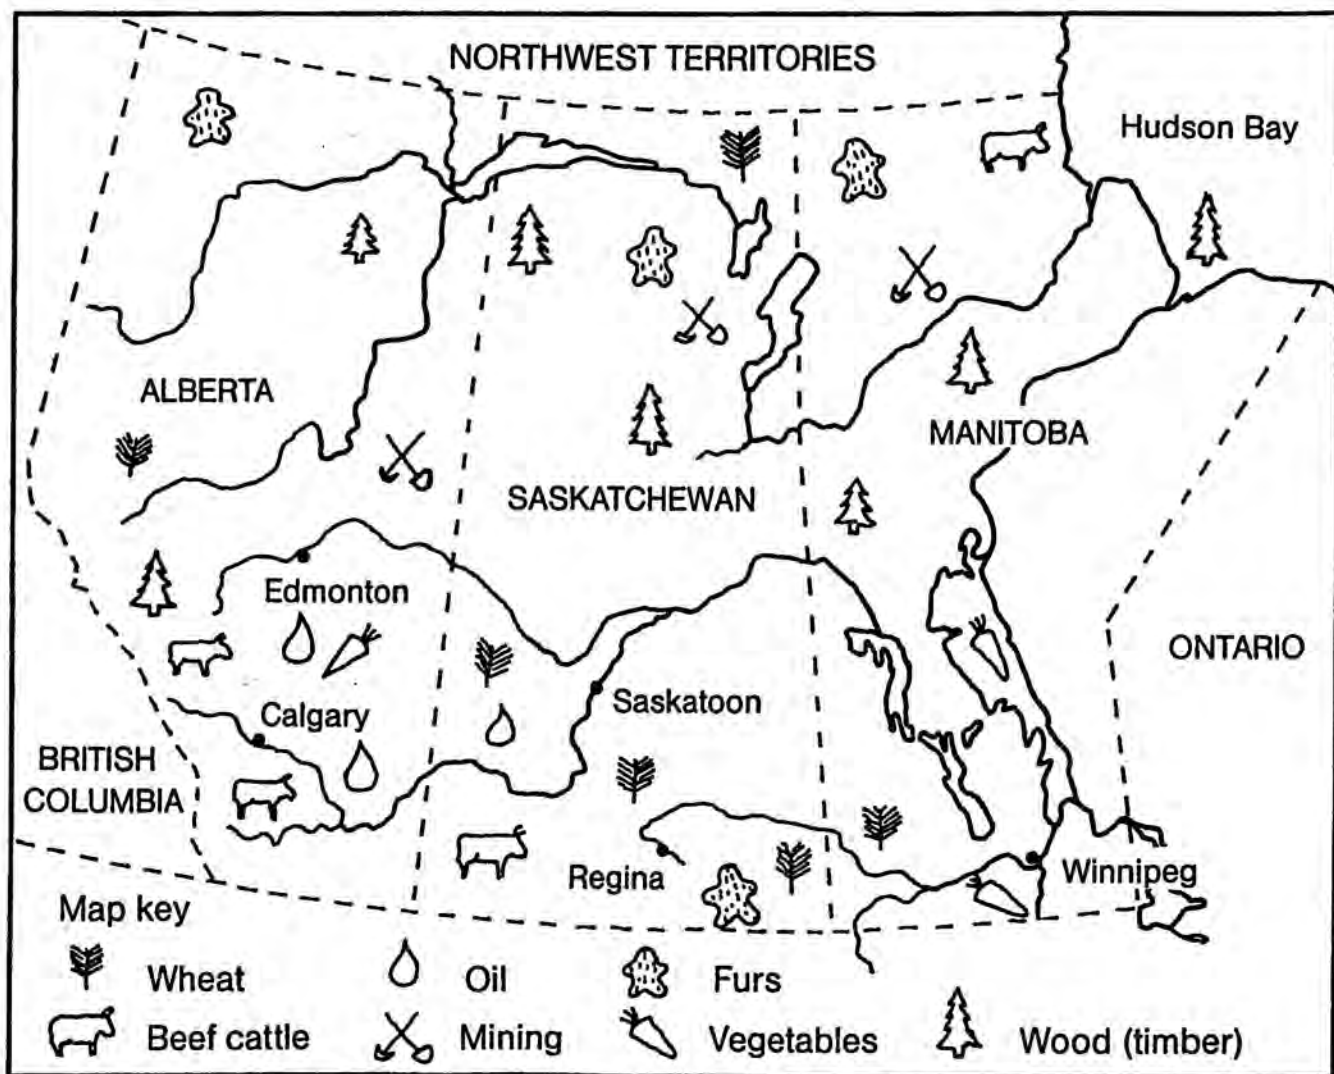 NORTHWEST TERRITORIES
Hudson Bay
ALBERTA
MANITOBA
SASKATCHEWAN
Edmonton
ONTARIO
Saskatoon
Calgary
BRITISH
COLUMBIA
Regina
Winnipeg
Map key
Wheat
Oil
Furs
Beef cattle
Mining
Vegetables
Wood (timber)